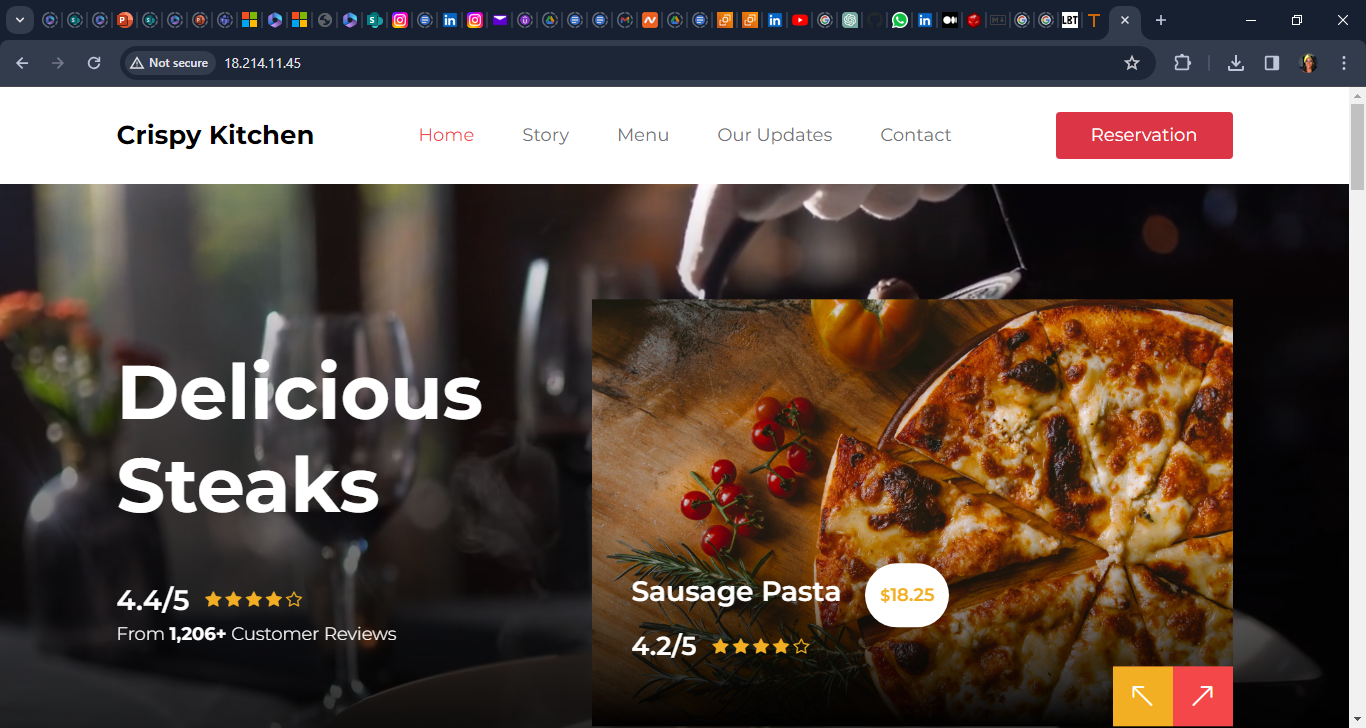 Not secure
18.214.11.45
Crispy Kitchen
Home
Story
Menu
Our Updates
Contact
Reservation
Delicious
Steaks
4.4/5
From 1,206+ Customer Reviews
Sausage Pasta
$18.25
4.2/5